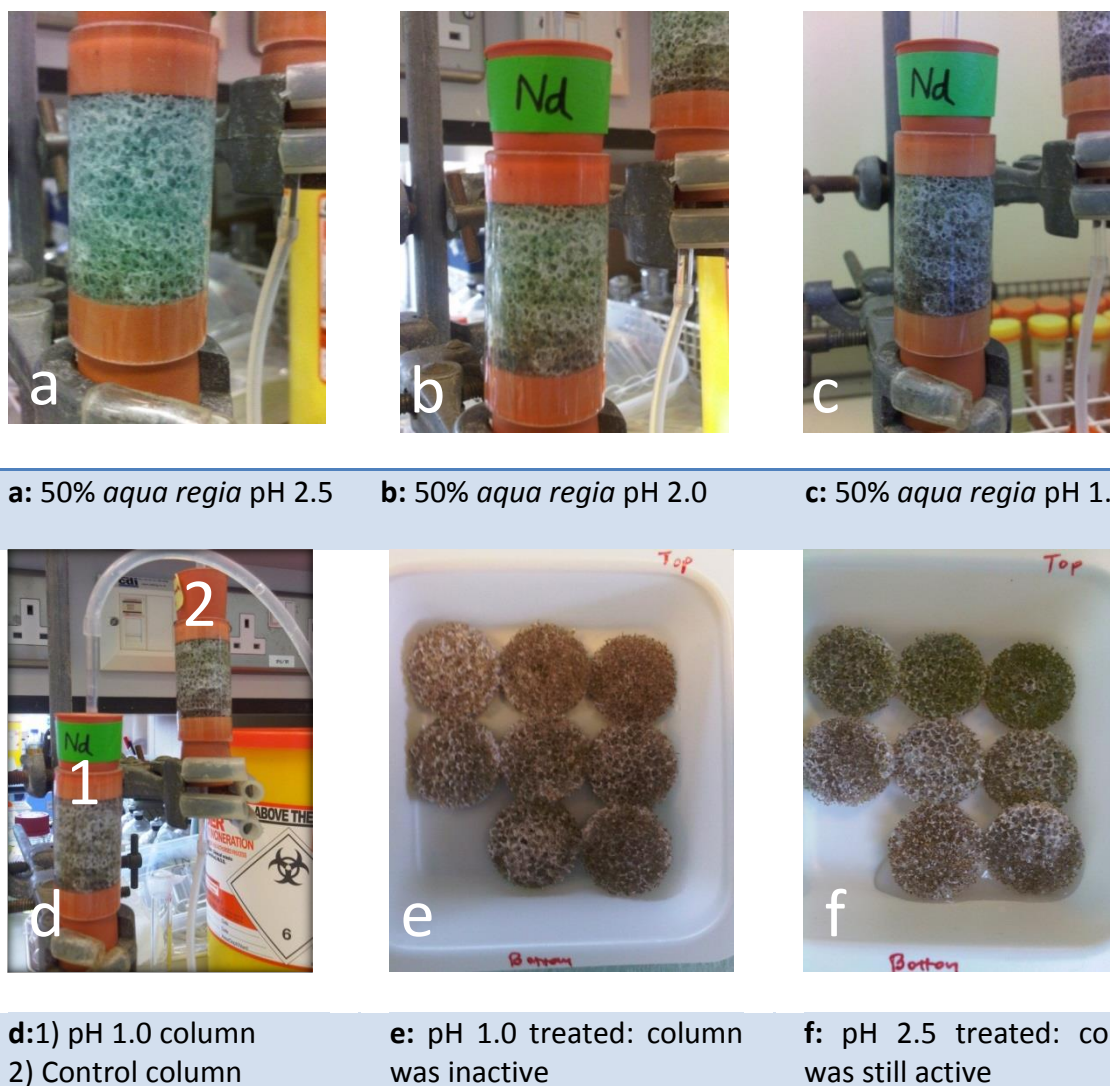 Nd
Nd
a
b
c
a: 50% aqua regia pH 2.5
b: 50% aqua regia pH 2.0
c: 50% aqua regia pH 1.
Top
Top
2
Nd
1
ABOVE THE
NCINERATION
6
d
e
f
Bottom
Bottom
d:1) pH 1.0 column
2) Control column
e: pH 1.0 treated: column
was inactive
f: pH 2.5 treated: co
was still active